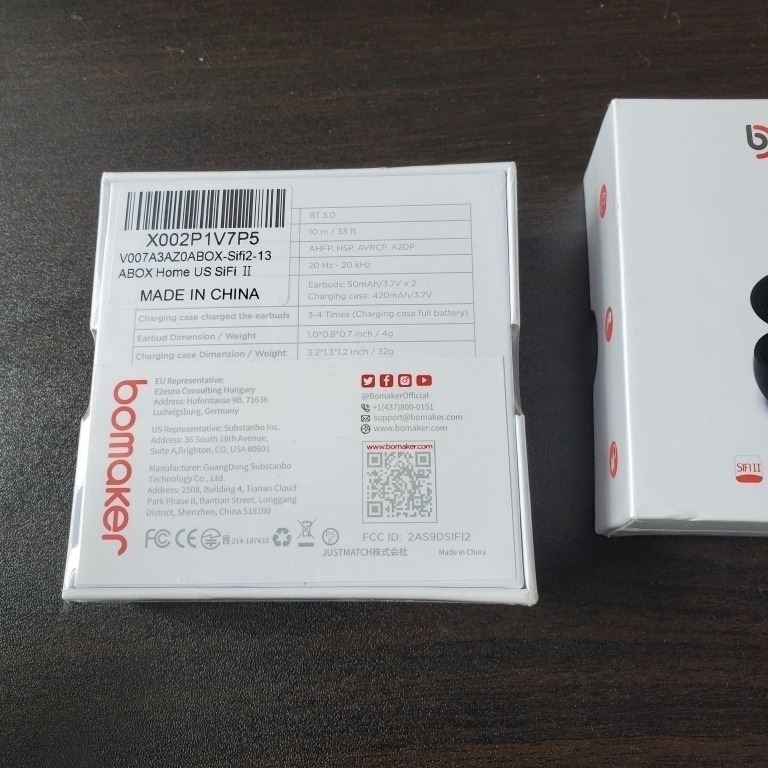 X002P1V7P5
V007A3AZ0ABOX-Sifi2-13
ABOX Home US SiFi II
MADE IN CHINA
BT 5.0
10 m / 33 ft
AHFP, HSP, AVRCP, A2DP
20 Hz - 20 kHz
Earbuds: 50mAh/3.7V x 2
Charging case: 420mAh/3.7V
Charging case charged the earbuds 3-4 Times (Charging case full battery)
Earbud Dimension / Weight 1.0*0.8*0.7 inch / 4g
Charging case Dimension / Weight 3.2*1.3*1.2 inch / 32g
bomaker
EU Representative:
E2euro Consulting Hungary
Address: Hoferstasse 9B, 71636
Ludwigsburg, Germany
US Representative: Substanbo Inc.
Address: 36 South 18th Avenue,
Suite A,Brighton, CO, USA 80601
Manufacturer: GuangDong Substanbo
Technology Co., Ltd.
Address: 2508, Building 4, Tianan Cloud
Park Phase II, Bantian Street, Longgang
District, Shenzhen, China 518100
@BomakerOfficial
+1(437)800-0151
support@bomaker.com
www.bomaker.com
www.bomaker.com
FC CE R 214-107433 PS E
FCC ID: 2AS9DSIFI2
JUSTMATCH株式会社 Made in China
b
SIFI II